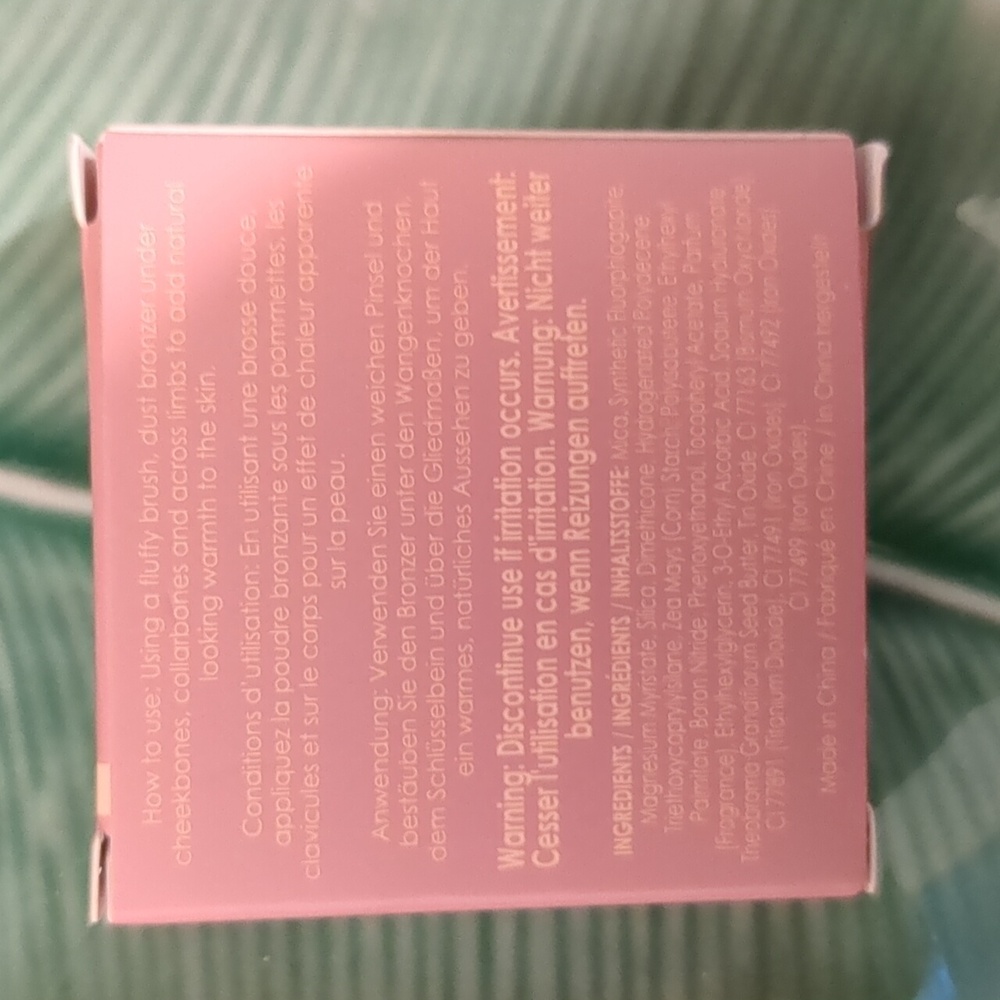 How to use: Using a fluffy brush, dust bronzer under
cheekbones, collarbones and across limbs to add natural
looking warmth to the skin.
Conditions d'utilisation: En utilisant une brosse douce,
appliquez la poudre bronzante sous les pommettes, les
clavicules et sur le corps pour un effet de chaleur apparente
sur la peau.
Anwendung: Verwenden Sie einen weichen Pinsel und
bestäuben Sie den Bronzer unter den Wangenknochen,
dem Schlüsselbein und über die Gliedmaßen, um der Haut
ein warmes, natürliches Aussehen zu geben.
Warning: Discontinue use if irritation occurs. Avertissement:
Cesser l'utilisation en cas d'irritation. Warnung: Nicht weiter
benutzen, wenn Reizungen auftreten.
INGREDIENTS / INGRÉDIENTS / INHALTSSTOFFE: Mica, Synthetic Fluorphlogopite,
Magnesium Myristate, Silica, Dimethicone, Hydrogenated Polydecene,
Triethoxycaprylylsilane, Zea Mays (Corn) Starch, Polyisobutene, Ethylhexyl
Palmitate, Boron Nitride, Phenoxyethanol, Tocopheryl Acetate, Parfum
(Fragrance), Ethylhexylglycerin, 3-O-Ethyl Ascorbic Acid, Sodium Hyaluronate,
Theobroma Grandiflorum Seed Butter, Tin Oxide, CI 77163 (Bismuth Oxychloride),
CI 77891 (Titanium Dioxide), CI 77491 (Iron Oxides), CI 77492 (Iron Oxides),
CI 77499 (Iron Oxides).
Made in China / Fabriqué en Chine / In China hergestellt